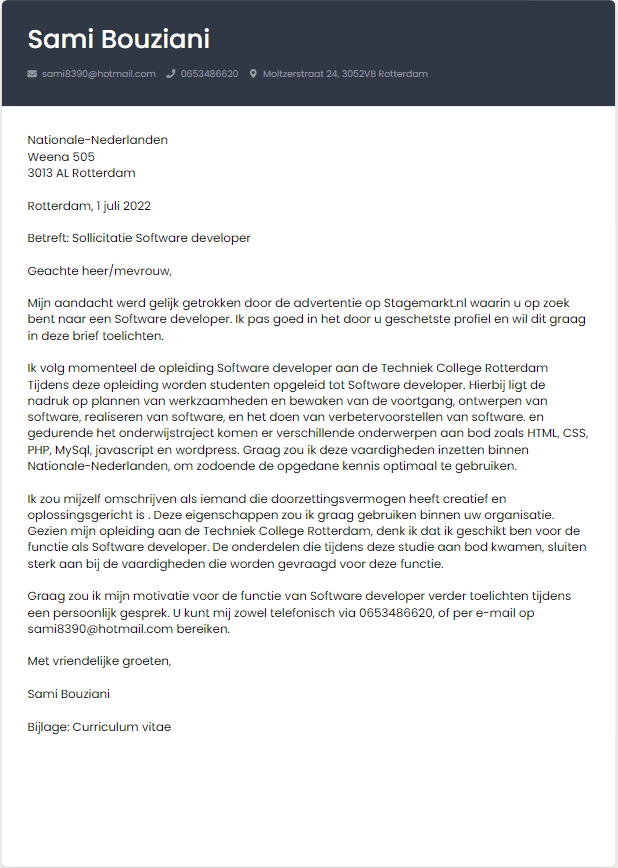 Sami Bouziani
sami8390@hotmail.com 0653486620 Moltzerstraat 24, 3052VB Rotterdam
Nationale-Nederlanden
Weena 505
3013 AL Rotterdam
Rotterdam, 1 juli 2022
Betreft: Sollicitatie Software developer
Geachte heer/mevrouw,
Mijn aandacht werd gelijk getrokken door de advertentie op Stagemarkt.nl waarin u op zoek
bent naar een Software developer. Ik pas goed in het door u geschetste profiel en wil dit graag
in deze brief toelichten.
Ik volg momenteel de opleiding Software developer aan de Techniek College Rotterdam
Tijdens deze opleiding worden studenten opgeleid tot Software developer. Hierbij ligt de
nadruk op plannen van werkzaamheden en bewaken van de voortgang, ontwerpen van
software, realiseren van software, en het doen van verbetervoorstellen van software. en
gedurende het onderwijstraject komen er verschillende onderwerpen aan bod zoals HTML, CSS,
PHP, MySql, javascript en wordpress. Graag zou ik deze vaardigheden inzetten binnen
Nationale-Nederlanden, om zodoende de opgedane kennis optimaal te gebruiken.
Ik zou mijzelf omschrijven als iemand die doorzettingsvermogen heeft creatief en
oplossingsgericht is . Deze eigenschappen zou ik graag gebruiken binnen uw organisatie.
Gezien mijn opleiding aan de Techniek College Rotterdam, denk ik dat ik geschikt ben voor de
functie als Software developer. De onderdelen die tijdens deze studie aan bod kwamen, sluiten
sterk aan bij de vaardigheden die worden gevraagd voor deze functie.
Graag zou ik mijn motivatie voor de functie van Software developer verder toelichten tijdens
een persoonlijk gesprek. U kunt mij zowel telefonisch via 0653486620, of per e-mail op
sami8390@hotmail.com bereiken.
Met vriendelijke groeten,
Sami Bouziani
Bijlage: Curriculum vitae